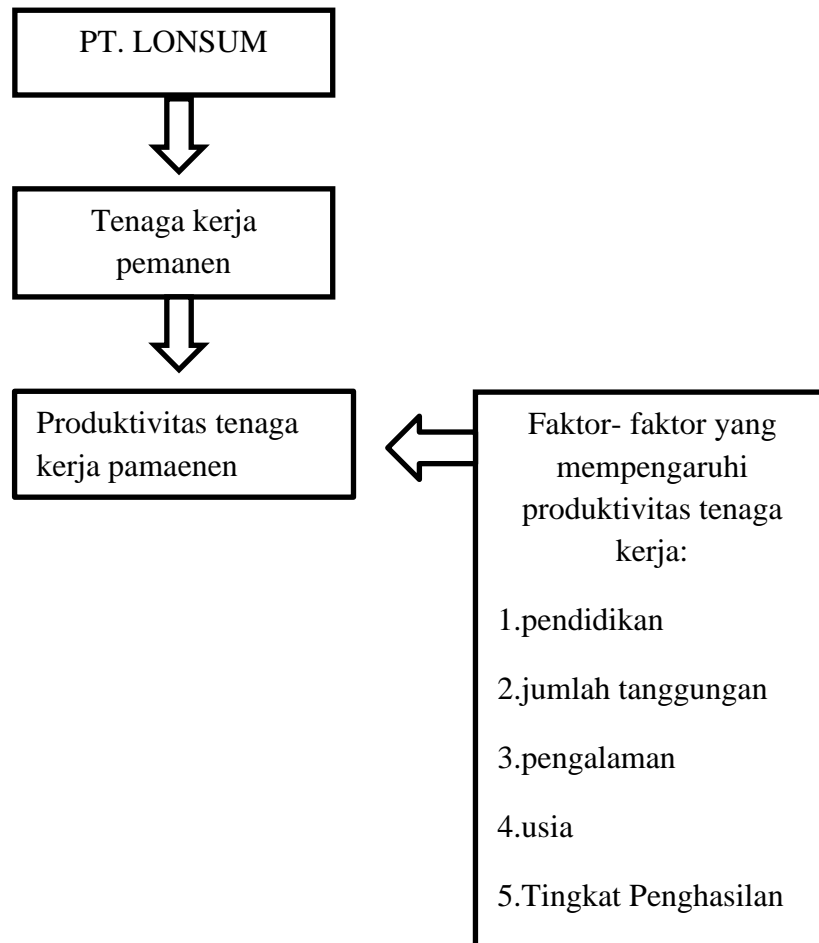 PT. LONSUM
Tenaga kerja
pemanen
Produktivitas tenaga
kerja pamaenen
Faktor- faktor yang
mempengaruhi
produktivitas tenaga
kerja:
1.pendidikan
2.jumlah tanggungan
3.pengalaman
4.usia
5.Tingkat Penghasilan